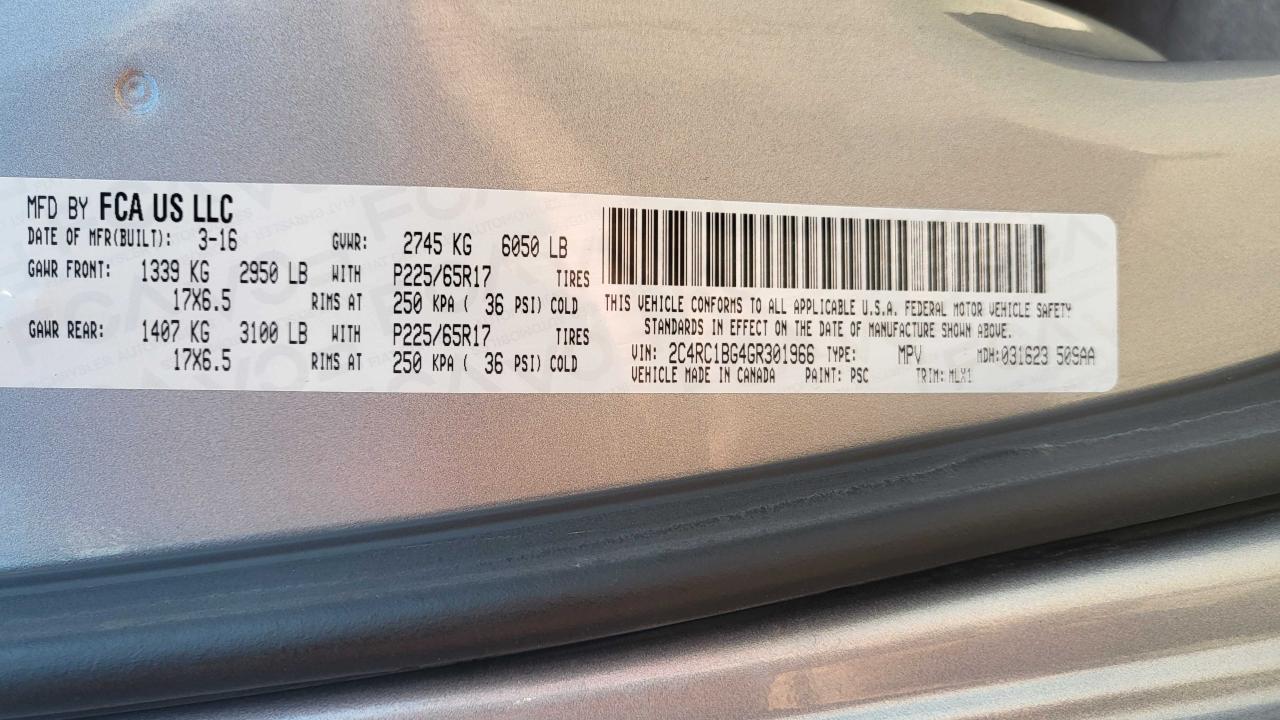 MFD BY FCA US LLC
DATE OF MFR(BUILT): 3-16 GVWR: 2745 KG 6050 LB
GAWR FRONT: 1339 KG 2950 LB WITH P225/65R17 TIRES
17X6.5 RIMS AT 250 KPA ( 36 PSI) COLD
GAWR REAR: 1407 KG 3100 LB WITH P225/65R17 TIRES
17X6.5 RIMS AT 250 KPA ( 36 PSI) COLD
THIS VEHICLE CONFORMS TO ALL APPLICABLE U.S.A. FEDERAL MOTOR VEHICLE SAFETY
STANDARDS IN EFFECT ON THE DATE OF MANUFACTURE SHOWN ABOVE.
VIN: 2C4RC1BG4GR301966 TYPE: MPV MDH:031623 509AA
VEHICLE MADE IN CANADA PAINT: PSC TRIM: MLX1